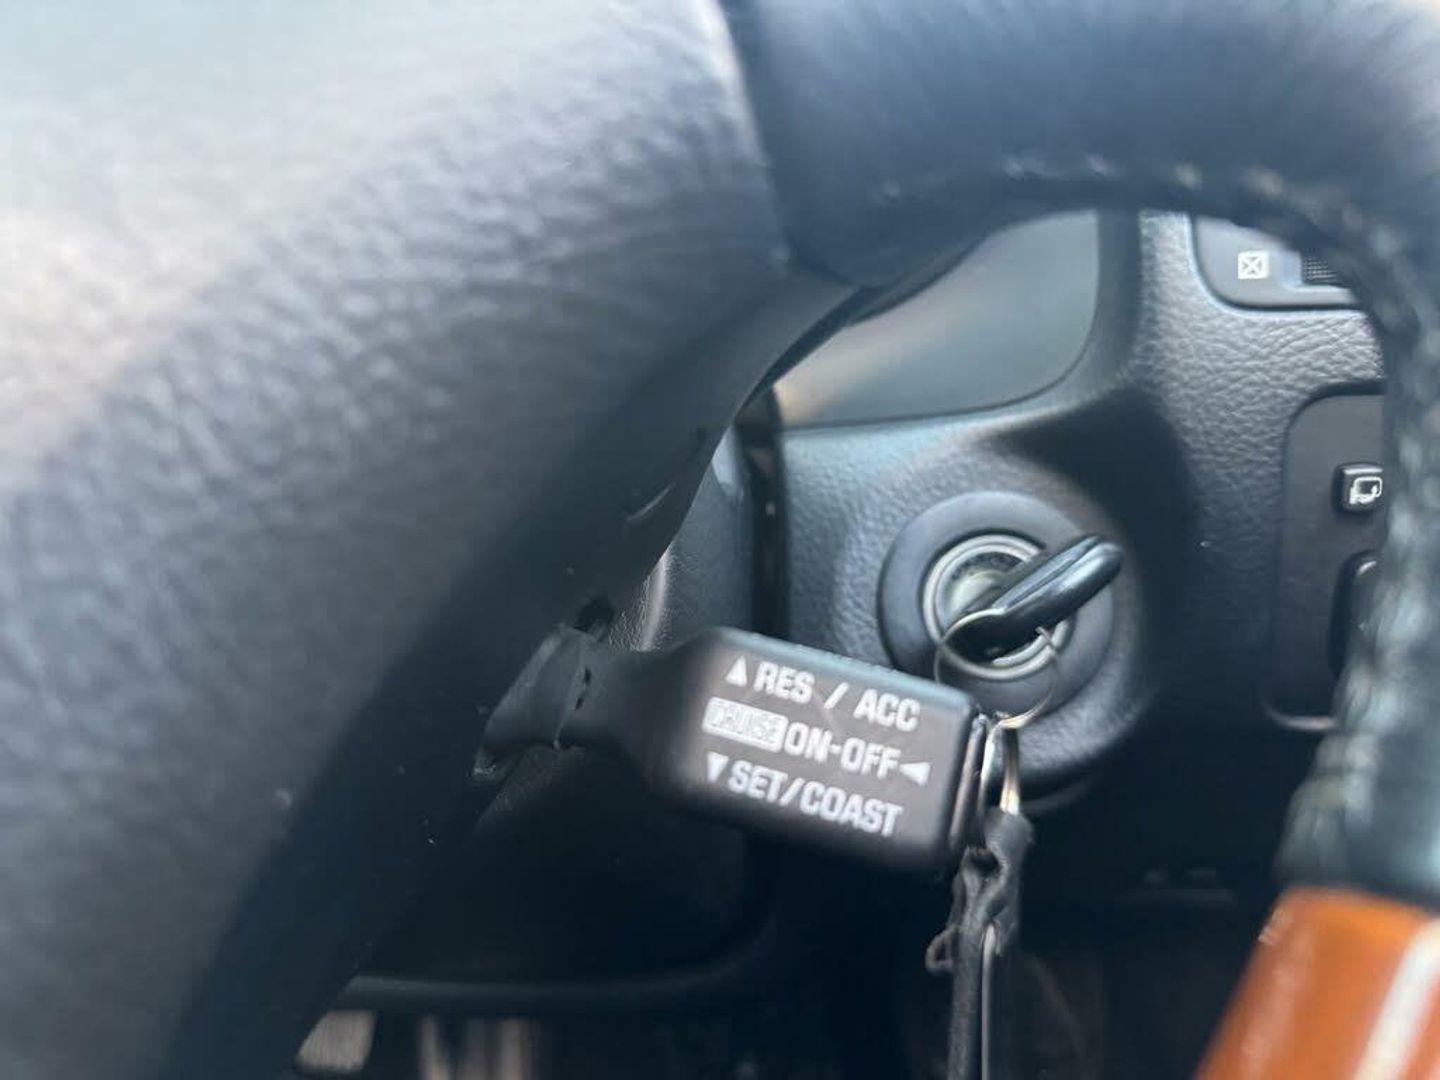 ▲ RES / ACC
CRUISE ON-OFF ◄
▼ SET/COAST